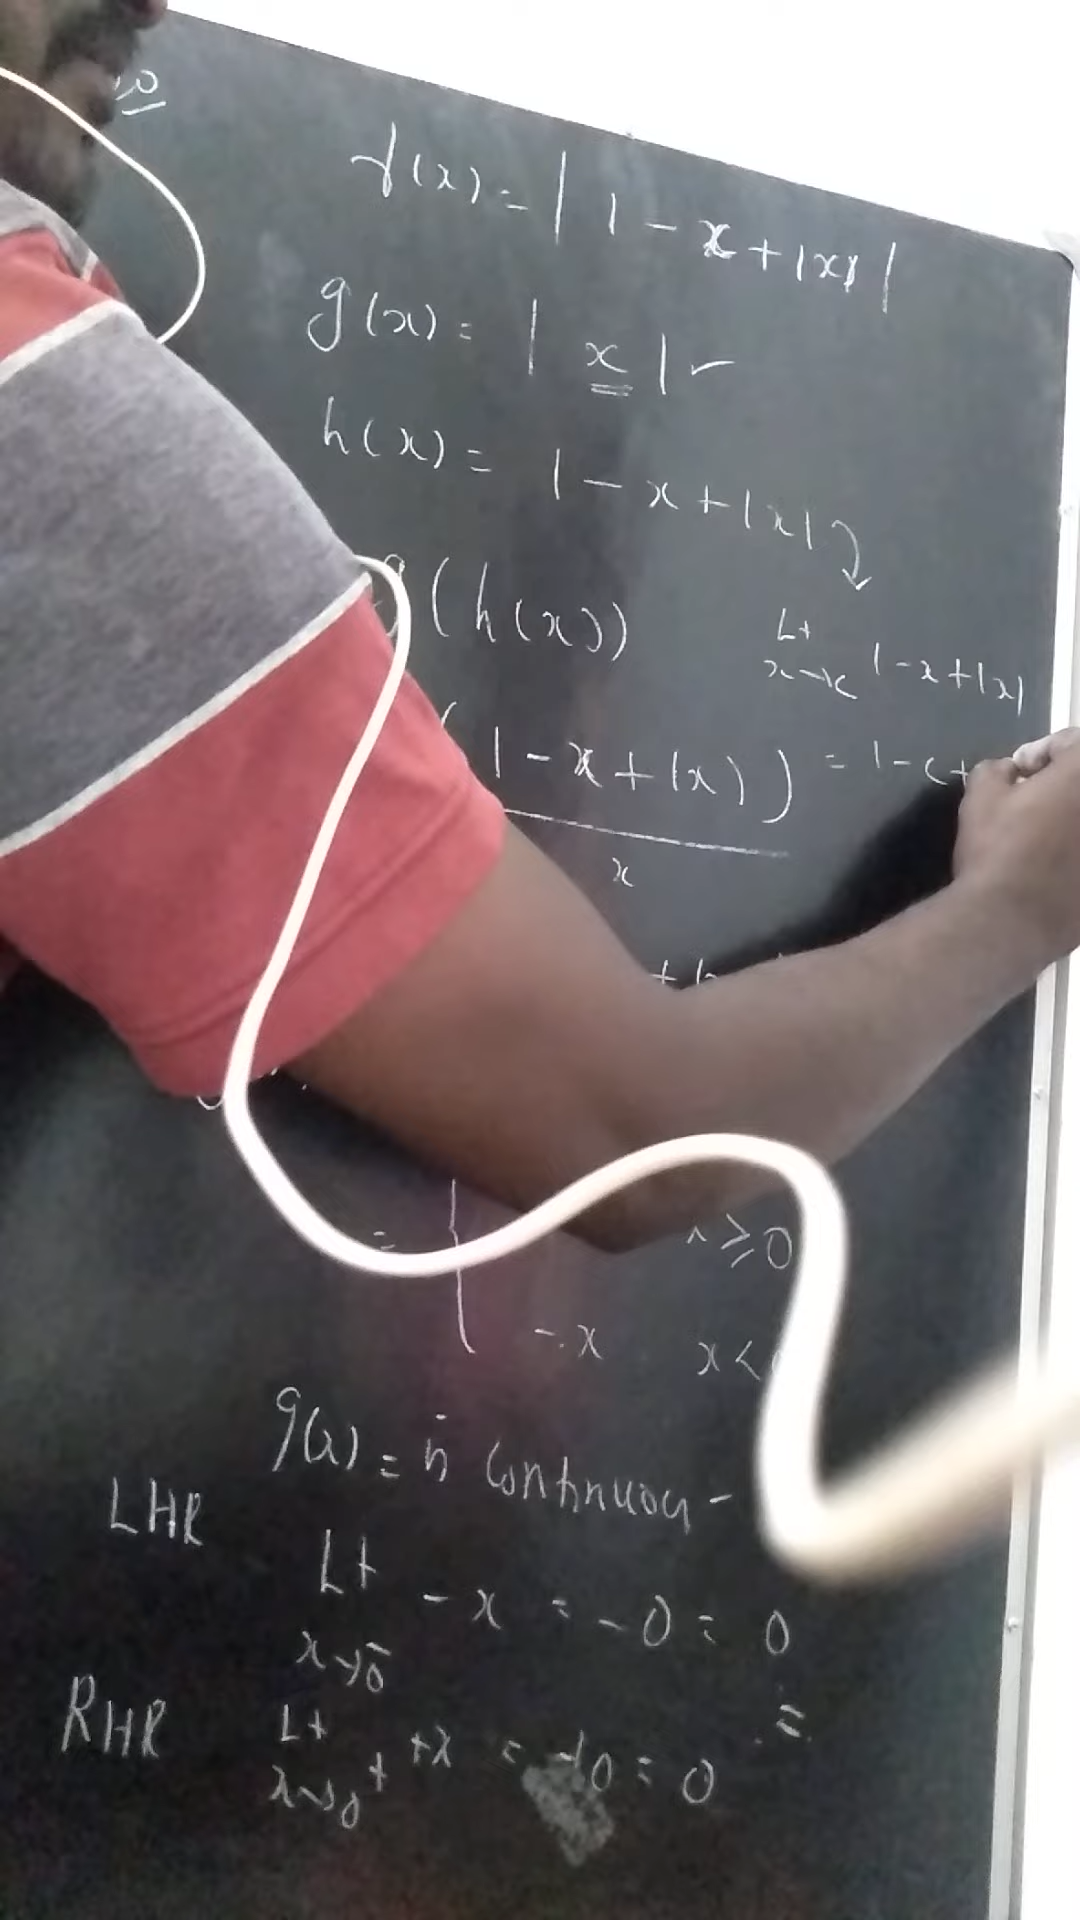 f(x) = | 1 - x + |x| |
g(x) = | x | ✓
h(x) = 1 - x + |x|
(h(x))
Lt
x→c 1 - x + |x|
( 1 - x + |x| ) = 1 - c +
x
=
x ≥ 0
- x x <
g(x) = is continuou -
LHR
Lt - x = - 0 = 0
x→0⁻
=
RHR
Lt +x = +0 = 0
x→0⁺